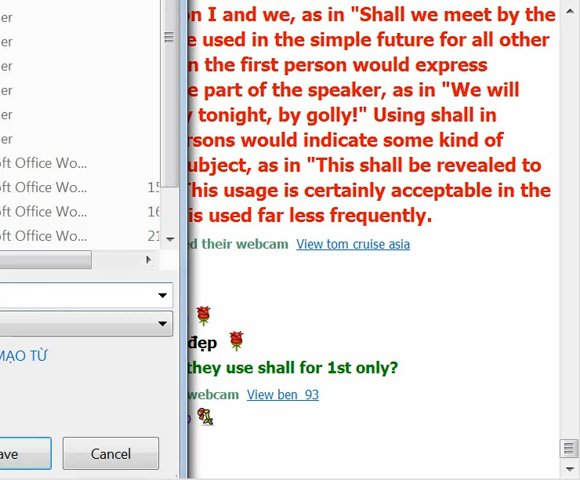 er
er
er
er
er
er
oft Office Wo...
oft Office Wo... 15
oft Office Wo... 16
oft Office Wo... 21
MẠO TỪ
ave
Cancel
on I and we, as in "Shall we meet by the
e used in the simple future for all other
n the first person would express
e part of the speaker, as in "We will
y tonight, by golly!" Using shall in
rsons would indicate some kind of
ubject, as in "This shall be revealed to
This usage is certainly acceptable in the
is used far less frequently.
ed their webcam View tom cruise asia
đẹp
they use shall for 1st only?
webcam View ben_93